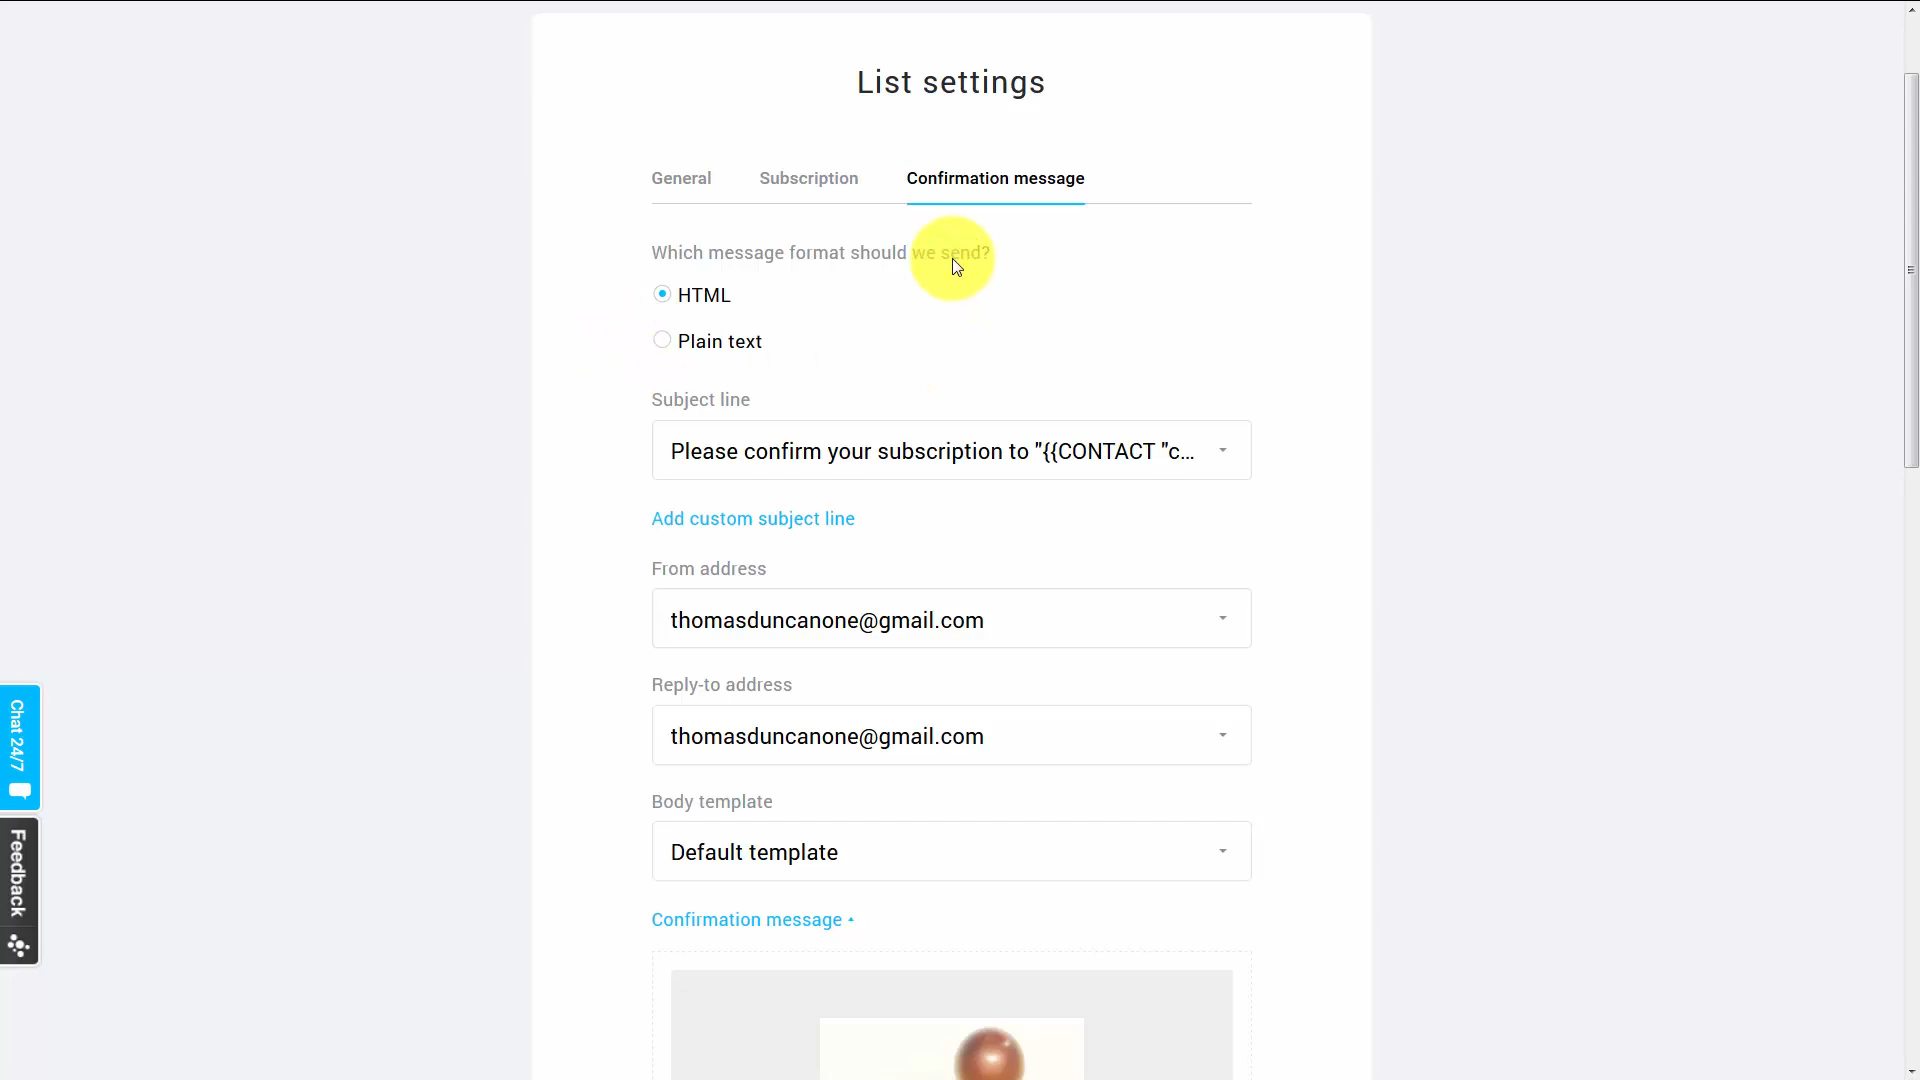 List settings
General Subscription Confirmation message
Which message format should we send?
HTML
Plain text
Subject line
Please confirm your subscription to "{{CONTACT "c...
Add custom subject line
From address
thomasduncanone@gmail.com
Reply-to address
thomasduncanone@gmail.com
Body template
Default template
Confirmation message
Chat 24/7
Feedback